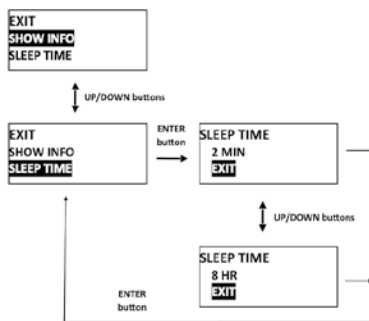 EXIT
SHOW INFO
SLEEP TIME
UP/DOWN buttons
EXIT
SHOW INFO
SLEEP TIME
ENTER
button
SLEEP TIME
2 MIN
EXIT
UP/DOWN buttons
SLEEP TIME
8 HR
EXIT
ENTER
button